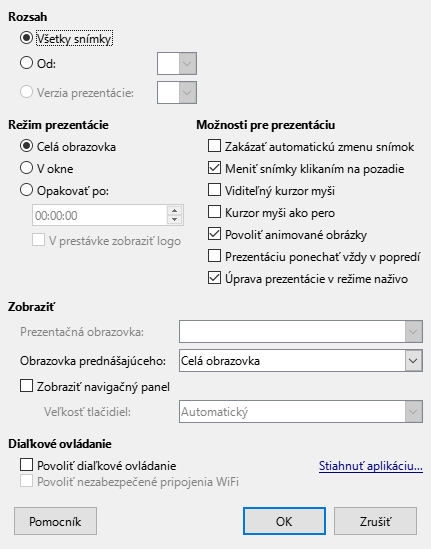 Rozsah
Všetky snímky
Od:
Verzia prezentácie:
Režim prezentácie
Celá obrazovka
V okne
Opakovať po:
00:00:00
V prestávke zobraziť logo
Možnosti pre prezentáciu
Zakázať automatickú zmenu snímok
Meniť snímky klikaním na pozadie
Viditeľný kurzor myši
Kurzor myši ako pero
Povoliť animované obrázky
Prezentáciu ponechať vždy v popredí
Úprava prezentácie v režime naživo
Zobraziť
Prezentačná obrazovka:
Obrazovka prednášajúceho: Celá obrazovka
Zobraziť navigačný panel
Veľkosť tlačidiel: Automatický
Diaľkové ovládanie
Povoliť diaľkové ovládanie Stiahnuť aplikáciu...
Povoliť nezabezpečené pripojenia WiFi
Pomocník OK Zrušiť